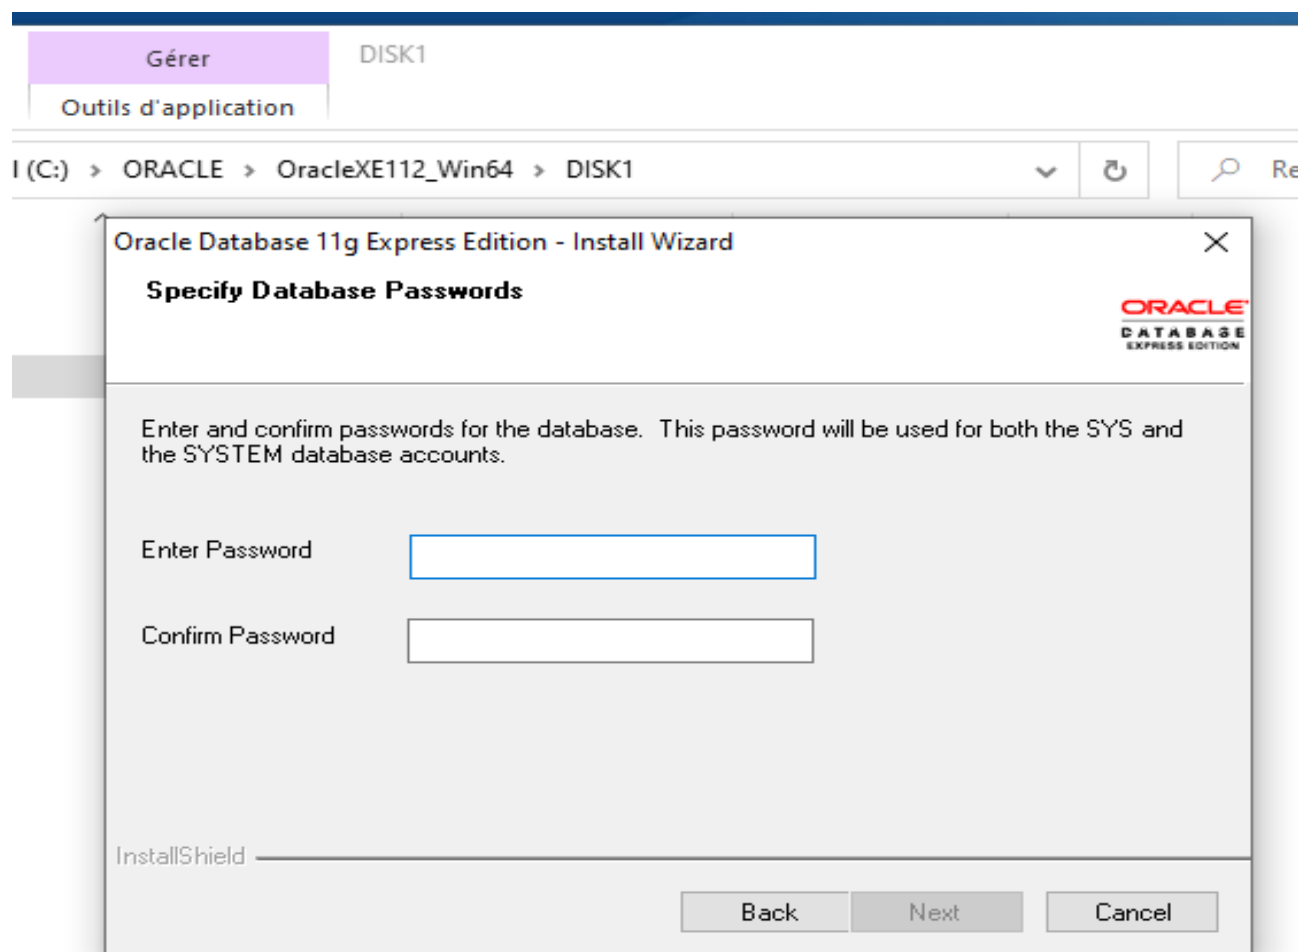 Gérer
DISK1
Outils d'application
l (C:) > ORACLE > OracleXE112_Win64 > DISK1
Re
Oracle Database 11g Express Edition - Install Wizard
Specify Database Passwords
ORACLE
DATABASE
EXPRESS EDITION
Enter and confirm passwords for the database. This password will be used for both the SYS and
the SYSTEM database accounts.
Enter Password
Confirm Password
InstallShield
Back
Next
Cancel